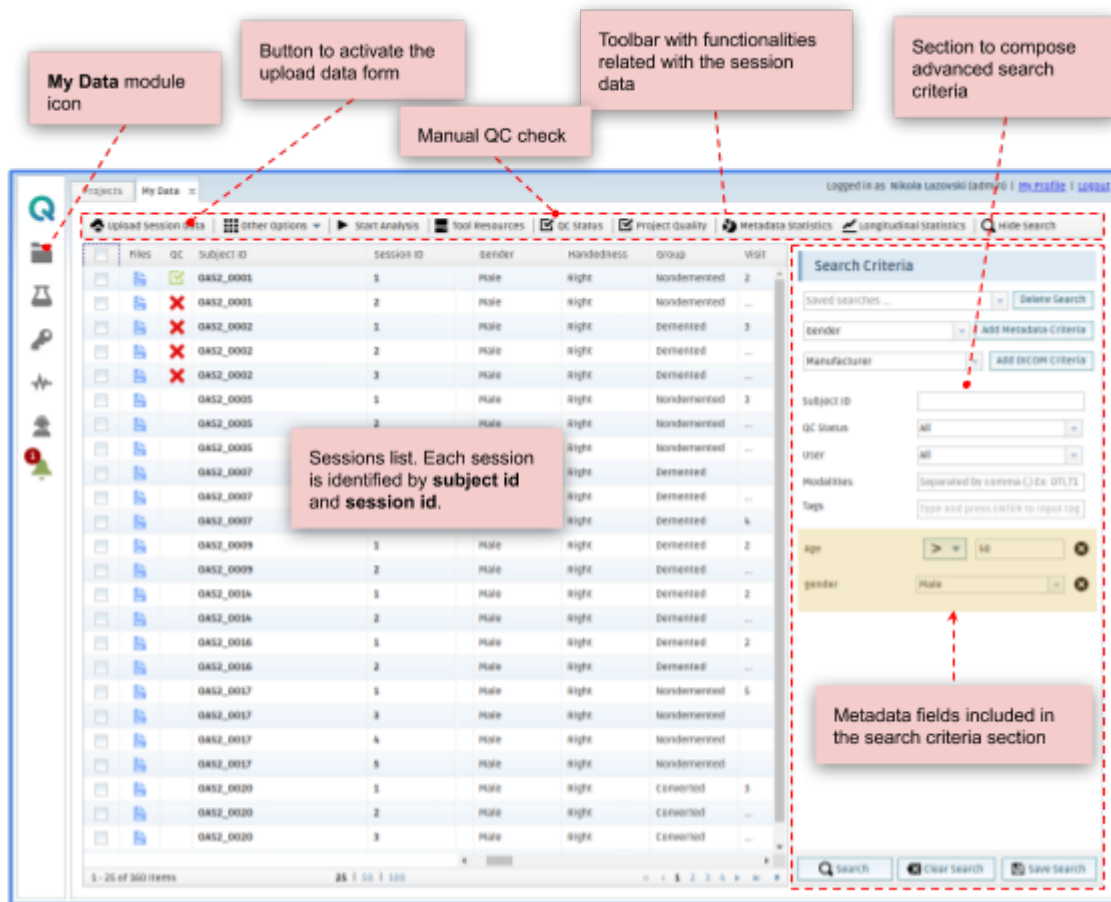 My Data module
icon
Button to activate the
upload data form
Toolbar with functionalities
related with the session
data
Section to compose
advanced search
criteria
Manual QC check
Projects My Data
Logged in as Nikola Lazovski (admin) | My Profile | Logout
Upload Session Data Other Options Start Analysis Tool Resources QC Status Project Quality Metadata Statistics Longitudinal Statistics Hide Search
Files QC Subject ID Session ID Gender Handedness Group Visit
OAS2_0001 1 Male Right Nondemented 2
OAS2_0001 2 Male Right Nondemented ...
OAS2_0002 1 Male Right Demented 3
OAS2_0002 2 Male Right Demented ...
OAS2_0002 3 Male Right Demented ...
OAS2_0005 1 Male Right Nondemented 3
OAS2_0005 2 Male Right Nondemented ...
OAS2_0005 Nondemented ...
OAS2_0007 Demented
OAS2_0007 Demented ...
OAS2_0007 Demented 4
OAS2_0009 1 Male Right Demented 2
OAS2_0009 2 Male Right Demented ...
OAS2_0014 1 Male Right Demented 2
OAS2_0014 2 Male Right Demented ...
OAS2_0016 1 Male Right Demented 2
OAS2_0016 2 Male Right Demented ...
OAS2_0017 1 Male Right Nondemented 5
OAS2_0017 3 Male Right Nondemented
OAS2_0017 4 Male Right Nondemented
OAS2_0017 5 Male Right Nondemented
OAS2_0020 1 Male Right Converted 3
OAS2_0020 2 Male Right Converted ...
OAS2_0020 3 Male Right Converted ...
Sessions list. Each session
is identified by subject id
and session id.
1 - 25 of 160 items 25 | 50 | 100 1 2 3 4
Search Criteria
Saved searches ... Delete Search
Gender Add Metadata Criteria
Manufacturer Add DICOM Criteria
Subject ID
QC Status All
User All
Modalities Separated by comma (,) Ex: DTI,T1
Tags Type and press ENTER to input tag
Age > 50
gender Male
Metadada fields included in
the search criteria section
Search Clear Search Save Search
1